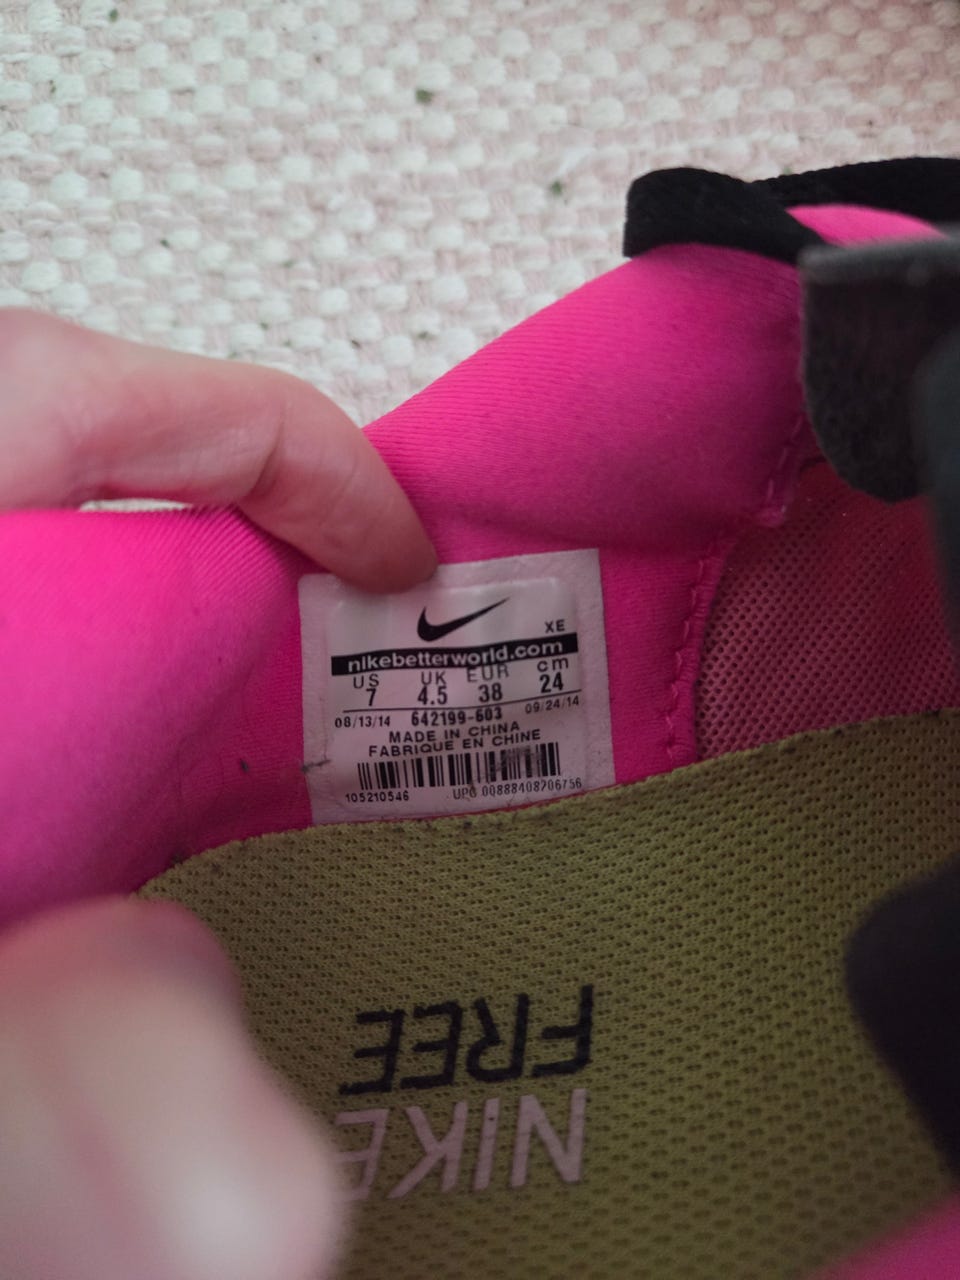 XE
nikebetterworld.com
US UK EUR cm
7 4.5 38 24
08/13/14 642199-603 09/24/14
MADE IN CHINA
FABRIQUE EN CHINE
105210546 UPC 00888408206756
FREE
NIKE